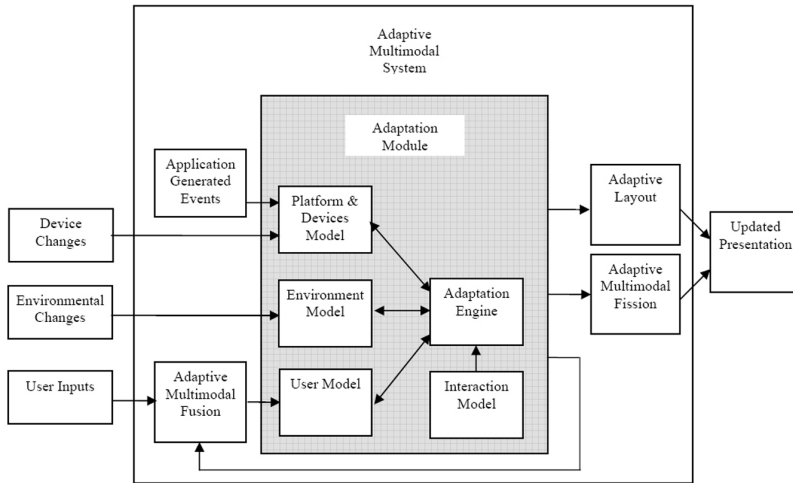 Adaptive
Multimodal
System
Adaptation
Module
Application
Generated
Events
Platform &
Devices
Model
Adaptive
Layout
Device
Changes
Updated
Presentation
Environmental
Changes
Environment
Model
Adaptation
Engine
Adaptive
Multimodal
Fission
User Inputs
Adaptive
Multimodal
Fusion
User Model
Interaction
Model